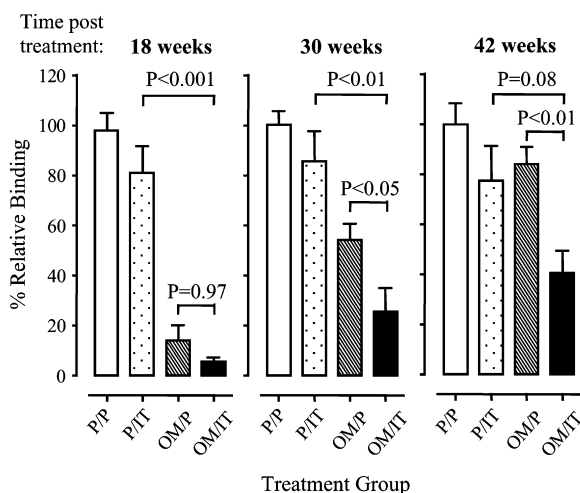 Time post
treatment: 18 weeks 30 weeks 42 weeks
120
100
80
60
40
20
0
% Relative Binding
P<0.001
P=0.97
P<0.01
P<0.05
P=0.08
P<0.01
P/P P/IT OM/P OM/IT P/P P/IT OM/P OM/IT P/P P/IT OM/P OM/IT
Treatment Group